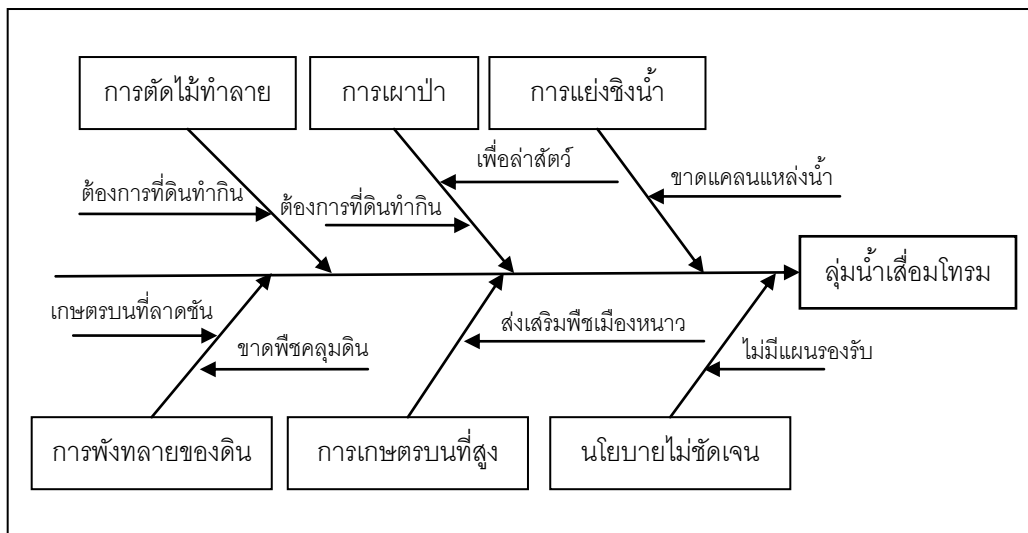 การตัดไม้ทำลาย
การเผาป่า
การแย่งชิงน้ำ
เพื่อล่าสัตว์
ขาดแคลนแหล่งน้ำ
ต้องการที่ดินทำกิน
ต้องการที่ดินทำกิน
ลุ่มน้ำเสื่อมโทรม
เกษตรบนที่ลาดชัน
ส่งเสริมพืชเมืองหนาว
ขาดพืชคลุมดิน
ไม่มีแผนรองรับ
การพังทลายของดิน
การเกษตรบนที่สูง
นโยบายไม่ชัดเจน